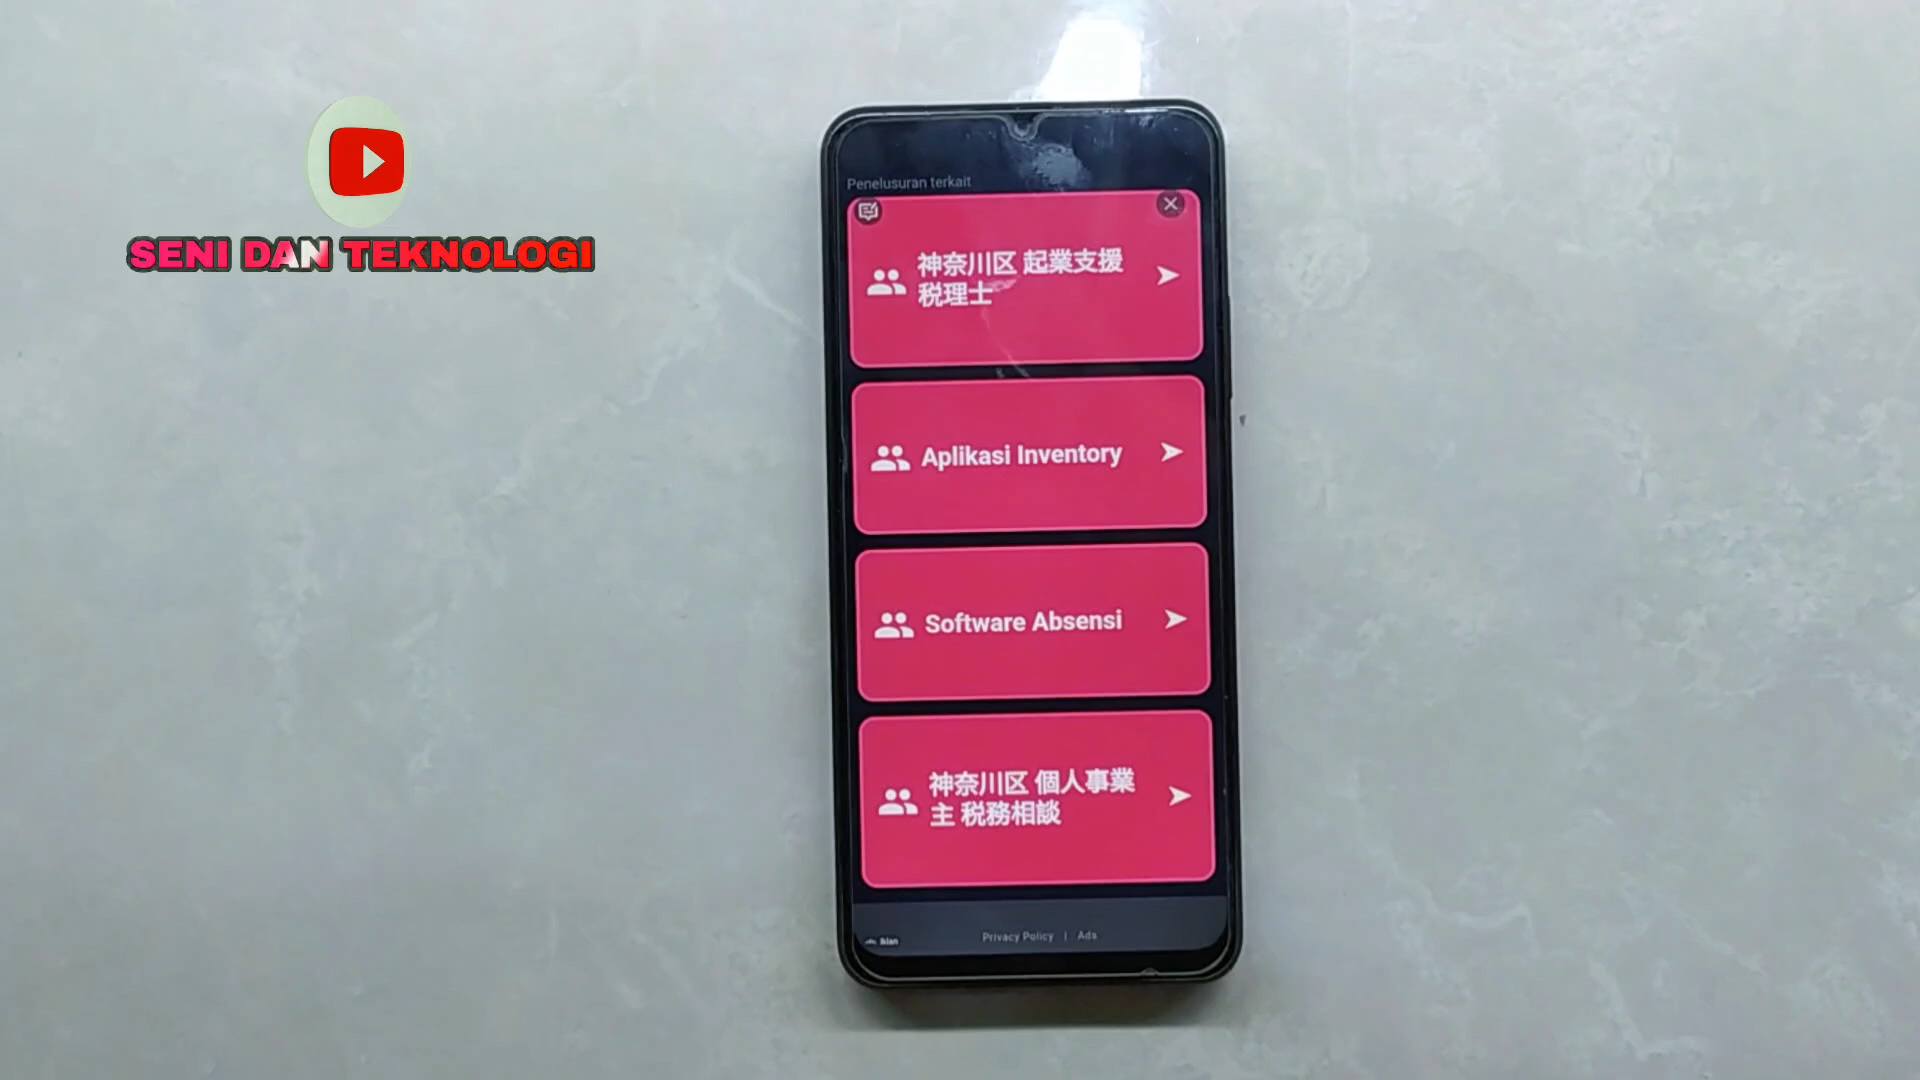 SENI DAN TEKNOLOGI
Penelusuran terkait
神奈川区 起業支援
税理士
Aplikasi Inventory
Software Absensi
神奈川区 個人事業
主 税務相談
Iklan
Privacy Policy | Ads